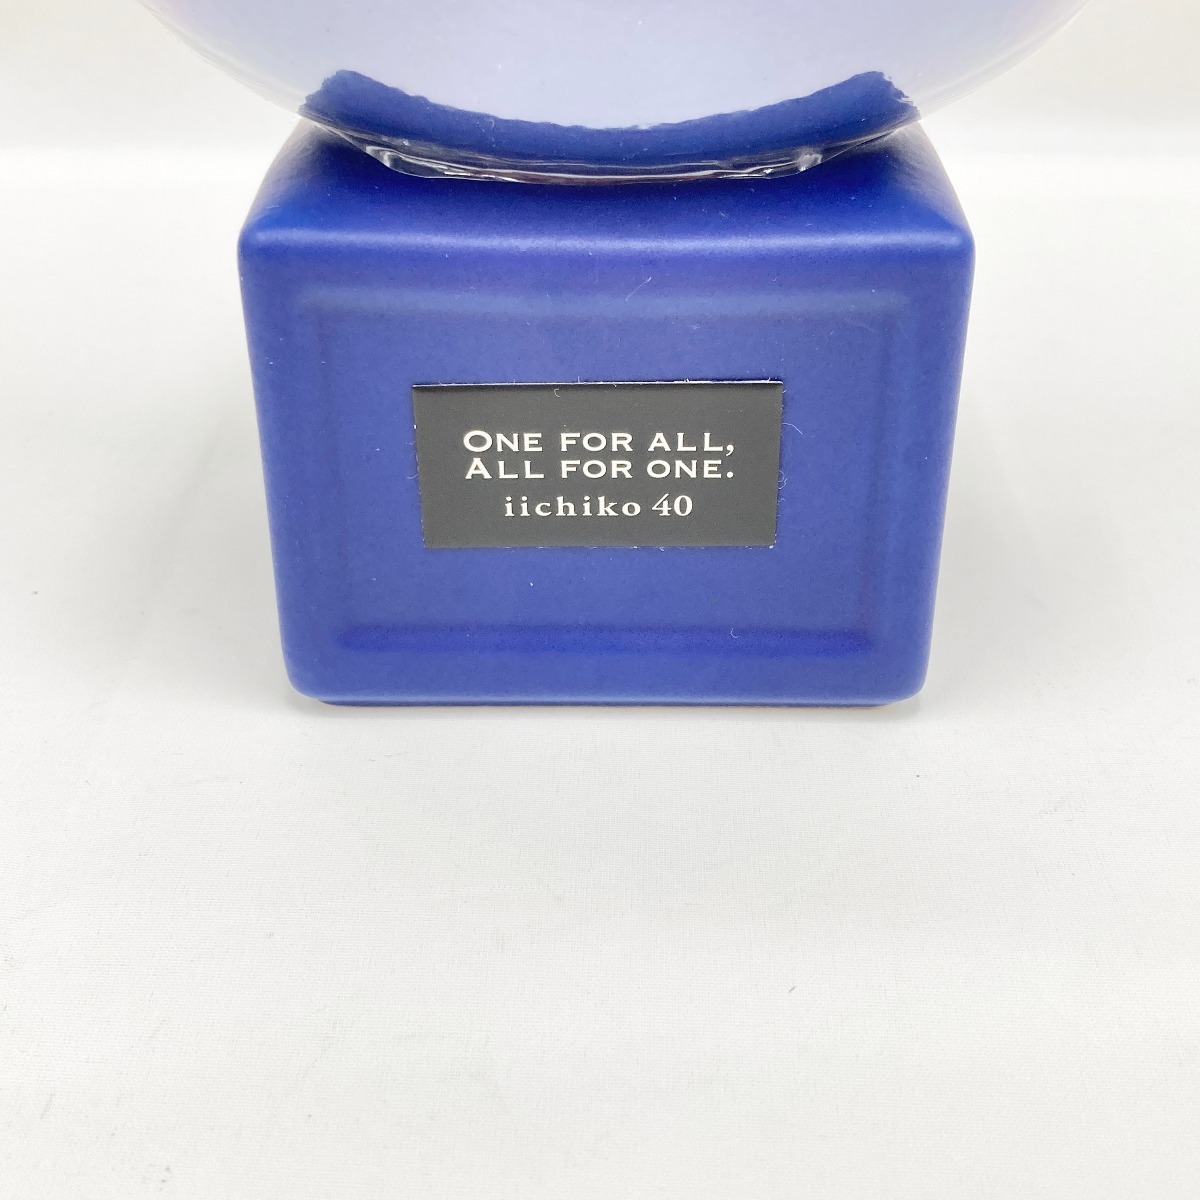 ONE FOR ALL,
ALL FOR ONE.
iichiko 40